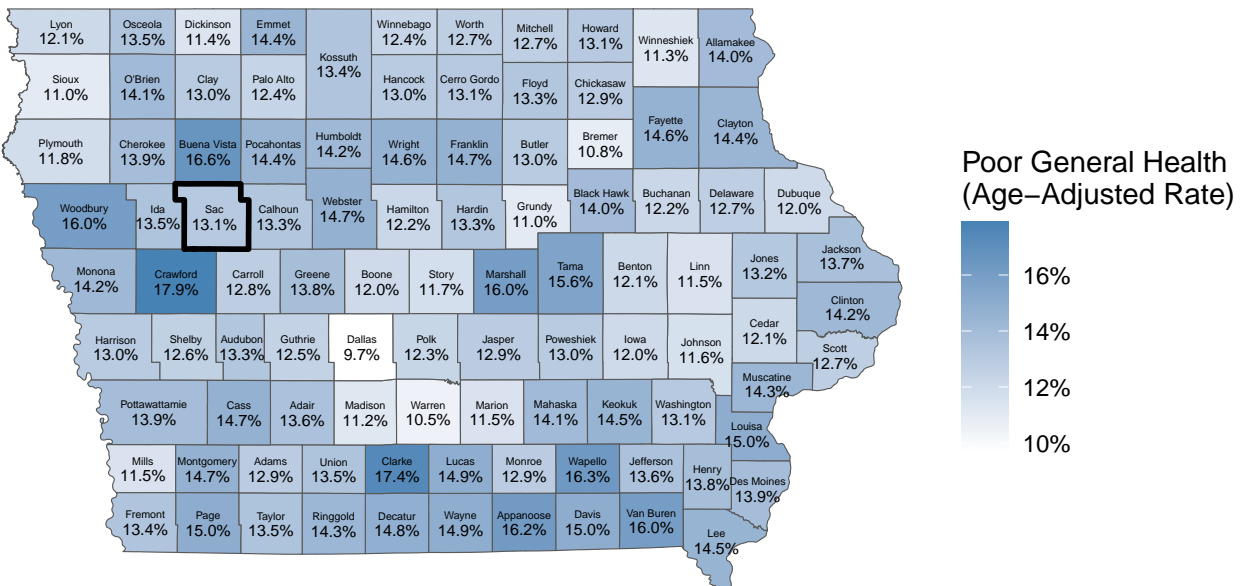 Lyon
12.1%
Osceola
13.5%
Dickinson
11.4%
Emmet
14.4%
Kossuth
13.4%
Winnebago
12.4%
Worth
12.7%
Mitchell
12.7%
Howard
13.1%
Winneshiek
11.3%
Allamakee
14.0%
Sioux
11.0%
O'Brien
14.1%
Clay
13.0%
Palo Alto
12.4%
Hancock
13.0%
Cerro Gordo
13.1%
Floyd
13.3%
Chickasaw
12.9%
Plymouth
11.8%
Cherokee
13.9%
Buena Vista
16.6%
Pocahontas
14.4%
Humboldt
14.2%
Wright
14.6%
Franklin
14.7%
Butler
13.0%
Bremer
10.8%
Fayette
14.6%
Clayton
14.4%
Woodbury
16.0%
Ida
13.5%
Sac
13.1%
Calhoun
13.3%
Webster
14.7%
Hamilton
12.2%
Hardin
13.3%
Grundy
11.0%
Black Hawk
14.0%
Buchanan
12.2%
Delaware
12.7%
Dubuque
12.0%
Monona
14.2%
Crawford
17.9%
Carroll
12.8%
Greene
13.8%
Boone
12.0%
Story
11.7%
Marshall
16.0%
Tama
15.6%
Benton
12.1%
Linn
11.5%
Jones
13.2%
Jackson
13.7%
Clinton
14.2%
Harrison
13.0%
Shelby
12.6%
Audubon
13.3%
Guthrie
12.5%
Dallas
9.7%
Polk
12.3%
Jasper
12.9%
Poweshiek
13.0%
Iowa
12.0%
Johnson
11.6%
Cedar
12.1%
Scott
12.7%
Muscatine
14.3%
Pottawattamie
13.9%
Cass
14.7%
Adair
13.6%
Madison
11.2%
Warren
10.5%
Marion
11.5%
Mahaska
14.1%
Keokuk
14.5%
Washington
13.1%
Louisa
15.0%
Mills
11.5%
Montgomery
14.7%
Adams
12.9%
Union
13.5%
Clarke
17.4%
Lucas
14.9%
Monroe
12.9%
Wapello
16.3%
Jefferson
13.6%
Henry
13.8%
Des Moines
13.9%
Fremont
13.4%
Page
15.0%
Taylor
13.5%
Ringgold
14.3%
Decatur
14.8%
Wayne
14.9%
Appanoose
16.2%
Davis
15.0%
Van Buren
16.0%
Lee
14.5%
Poor General Health
(Age−Adjusted Rate)
16%
14%
12%
10%